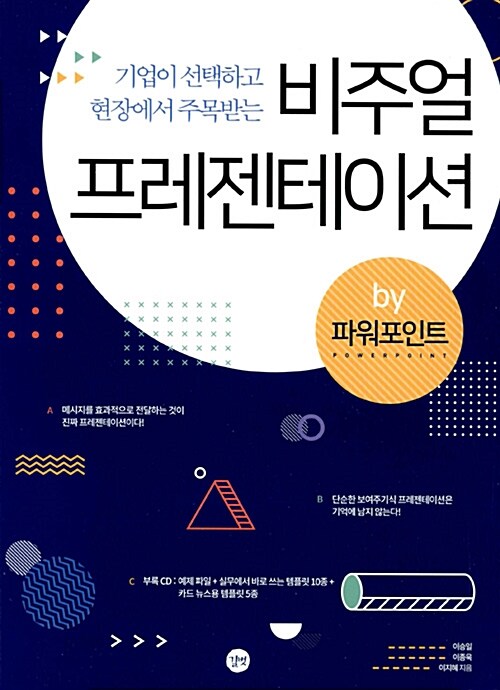 기업이 선택하고
현장에서 주목받는
비주얼
프레젠테이션
by
파워포인트
POWERPOINT
A 메시지를 효과적으로 전달하는 것이
진짜 프레젠테이션이다!
B 단순한 보여주기식 프레젠테이션은
기억에 남지 않는다!
C 부록 CD : 예제 파일 + 실무에서 바로 쓰는 템플릿 10종 +
카드 뉴스용 템플릿 5종
이승일
이종욱
이지혜 지음
길벗